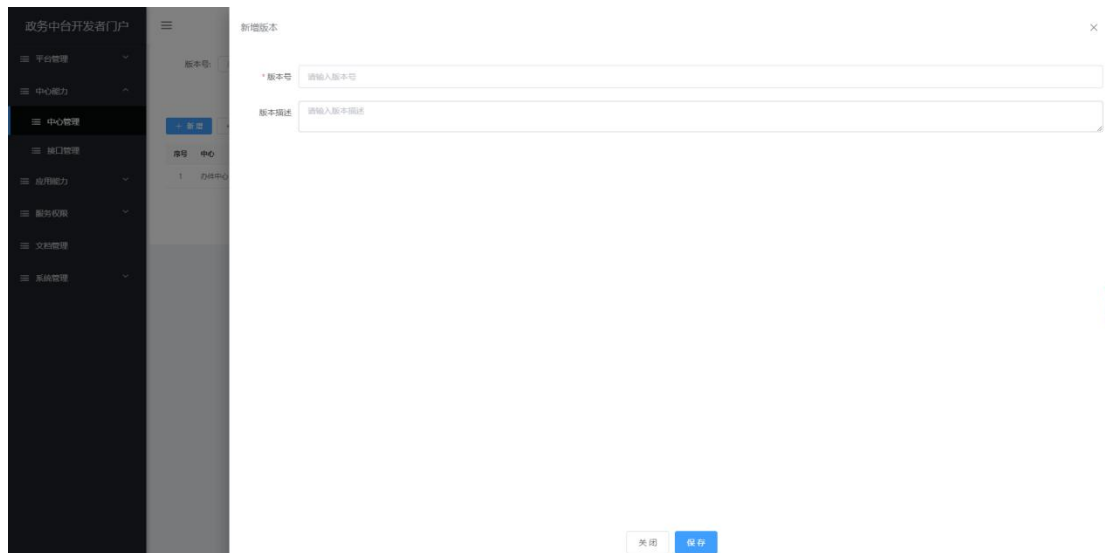 政务中台开发者门户
平台管理
中心能力
中心管理
接口管理
应用能力
服务权限
文档管理
系统管理
版本号:
+ 新增
序号 中心
1 办件中心
新增版本
* 版本号 请输入版本号
版本描述 请输入版本描述
关闭 保存